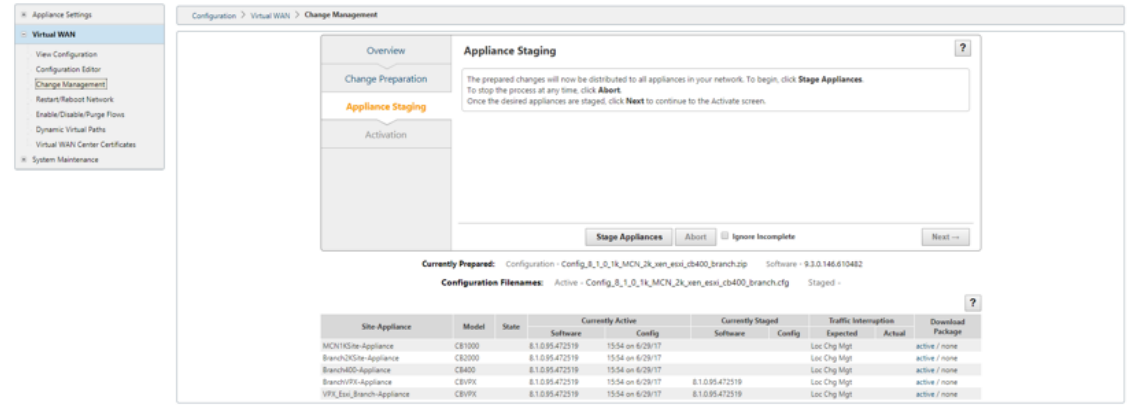 Appliance Settings
Configuration > Virtual WAN > Change Management
Virtual WAN
View Configuration
Configuration Editor
Change Management
Restart/Reboot Network
Enable/Disable/Purge Flows
Dynamic Virtual Paths
Virtual WAN Center Certificates
System Maintenance
Overview
Change Preparation
Appliance Staging
Activation
Appliance Staging
?
The prepared changes will now be distributed to all appliances in your network. To begin, click Stage Appliances.
To stop the process at any time, click Abort.
Once the desired appliances are staged, click Next to continue to the Activate screen.
Stage Appliances Abort Ignore Incomplete Next →
Currently Prepared: Configuration - Config_8_1_0_1k_MCN_2k_xen_esxi_cb400_branch.zip Software - 9.3.0.146.610482
Configuration Filenames: Active - Config_8_1_0_1k_MCN_2k_xen_esxi_cb400_branch.cfg Staged -
?
Site-Appliance Model State Currently Active Currently Staged Traffic Interruption Download Package
Software Config Software Config Expected Actual
MCN1KSite-Appliance CB1000 8.1.0.95.472519 15:54 on 6/29/17 Loc Chg Mgt active / none
Branch2KSite-Appliance CB2000 8.1.0.95.472519 15:54 on 6/29/17 Loc Chg Mgt active / none
Branch400-Appliance CB400 8.1.0.95.472519 15:54 on 6/29/17 Loc Chg Mgt active / none
BranchVPX-Appliance CBVPX 8.1.0.95.472519 15:54 on 6/29/17 8.1.0.95.472519 Loc Chg Mgt active / none
VPX_Esxi_Branch-Appliance CBVPX 8.1.0.95.472519 15:54 on 6/29/17 8.1.0.95.472519 Loc Chg Mgt active / none